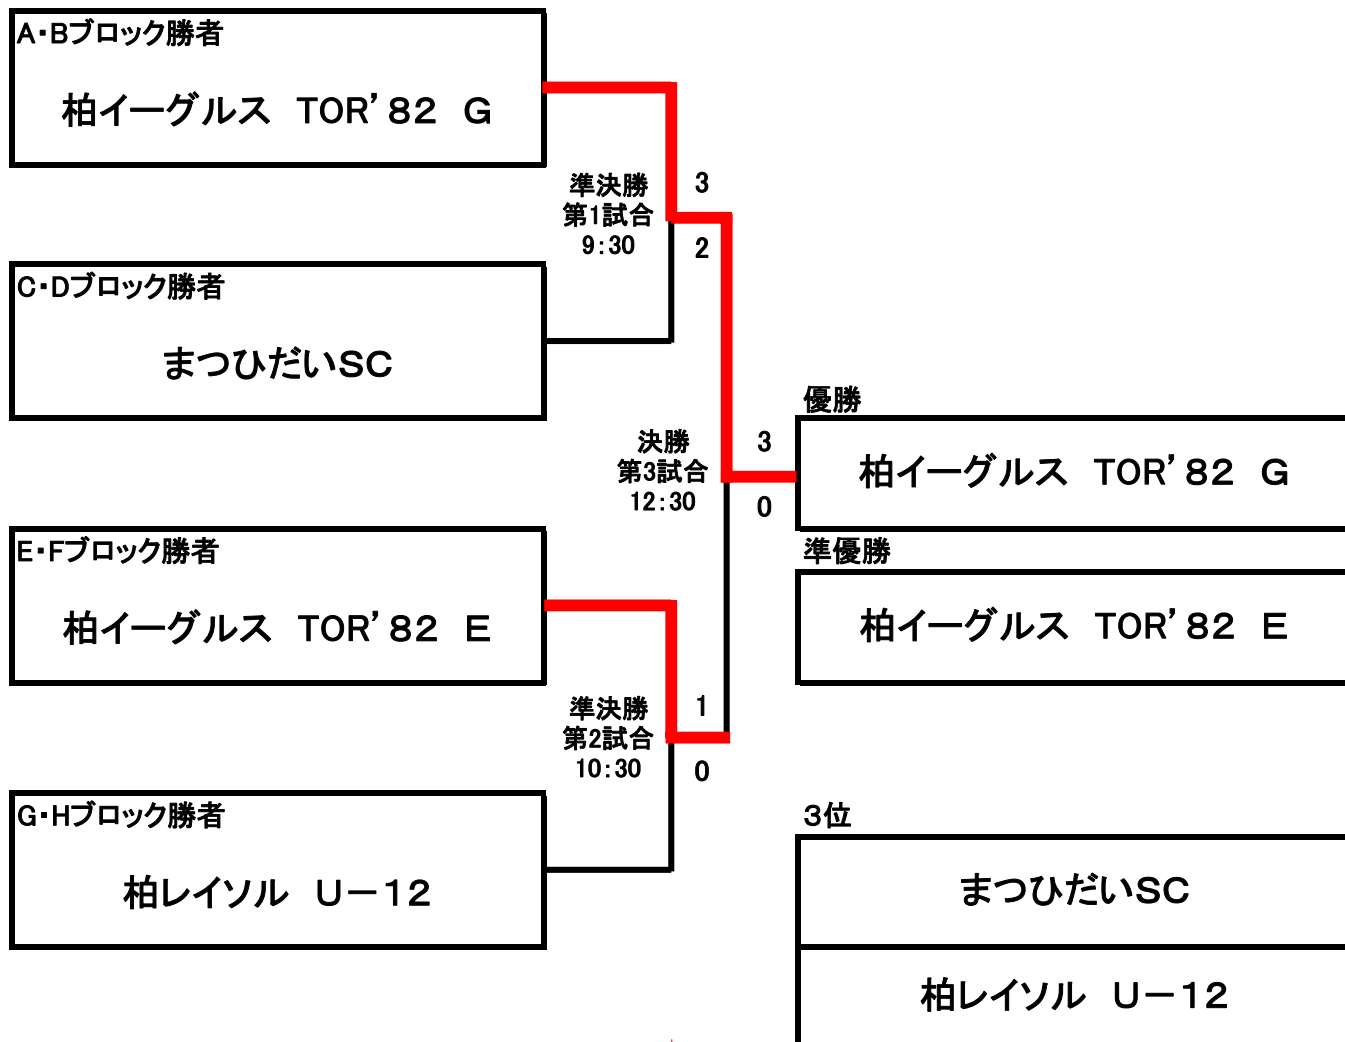 A・Bブロック勝者
柏イーグルス　TOR’82　G
準決勝
第1試合
9:30
3
2
C・Dブロック勝者
まつひだいSC
決勝
第3試合
12:30
3
0
優勝
柏イーグルス　TOR’82　G
準優勝
柏イーグルス　TOR’82　E
E・Fブロック勝者
柏イーグルス　TOR’82　E
準決勝
第2試合
10:30
1
0
G・Hブロック勝者
柏レイソル　U－12
3位
まつひだいSC
柏レイソル　U－12